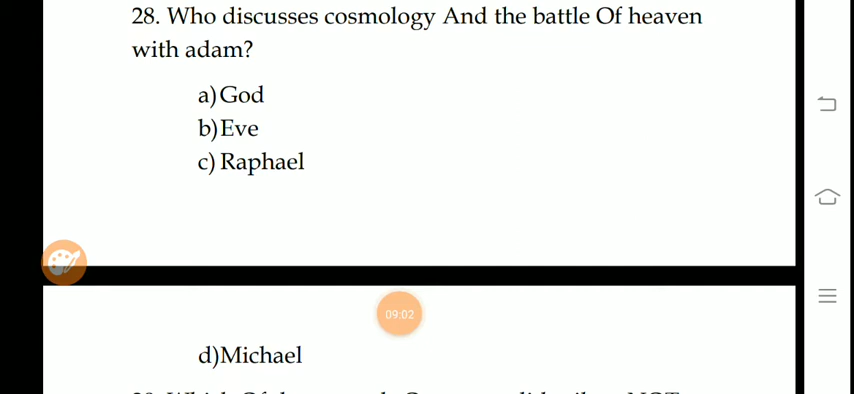 28. Who discusses cosmology And the battle Of heaven
with adam?
a)God
b)Eve
c) Raphael
09:02
d)Michael